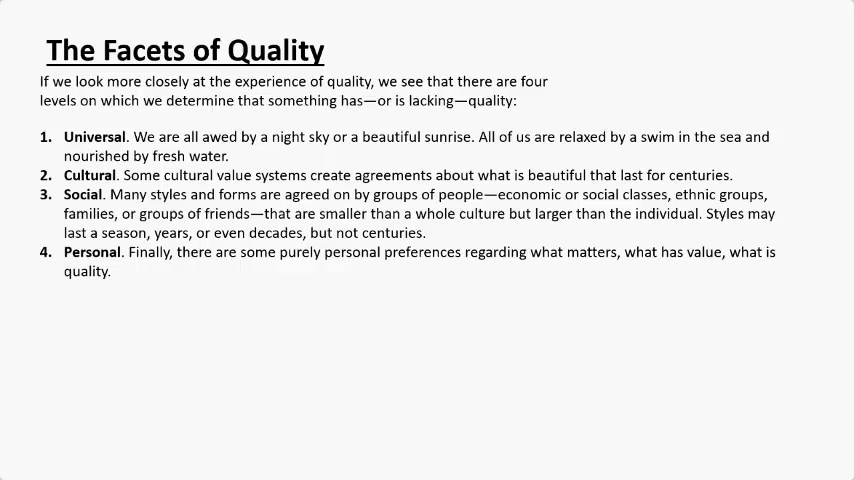 The Facets of Quality
If we look more closely at the experience of quality, we see that there are four
levels on which we determine that something has—or is lacking—quality:
1. Universal. We are all awed by a night sky or a beautiful sunrise. All of us are relaxed by a swim in the sea and
nourished by fresh water.
2. Cultural. Some cultural value systems create agreements about what is beautiful that last for centuries.
3. Social. Many styles and forms are agreed on by groups of people—economic or social classes, ethnic groups,
families, or groups of friends—that are smaller than a whole culture but larger than the individual. Styles may
last a season, years, or even decades, but not centuries.
4. Personal. Finally, there are some purely personal preferences regarding what matters, what has value, what is
quality.